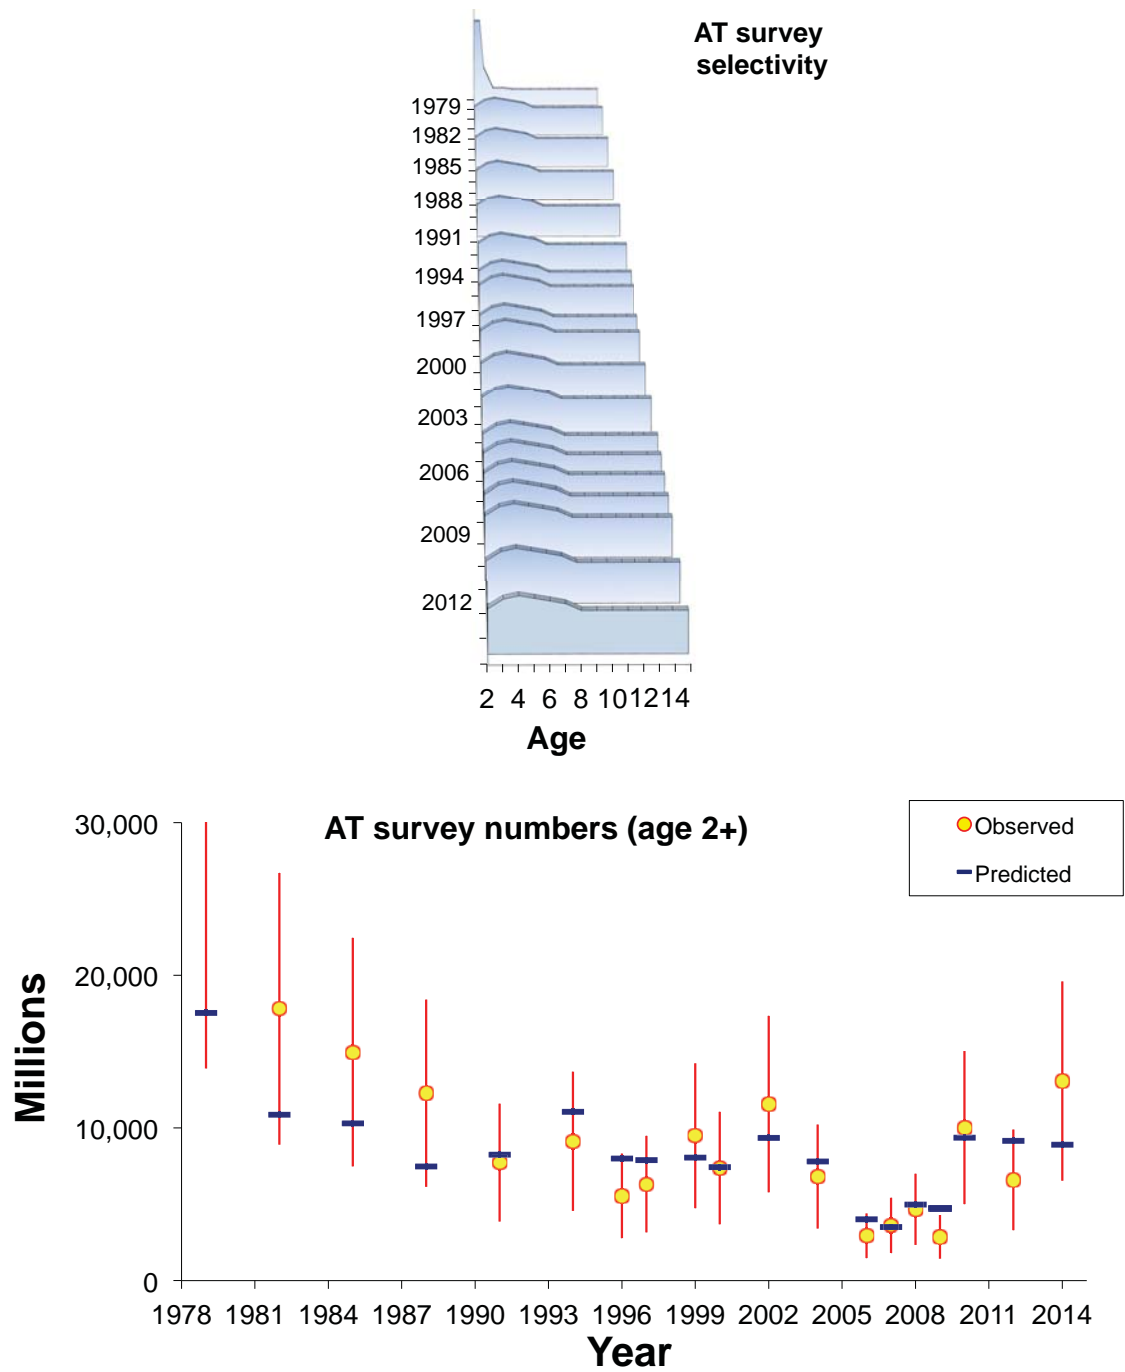 AT survey
selectivity
1979
1982
1985
1988
1991
1994
1997
2000
2003
2006
2009
2012
2 4 6 8 10 12 14
Age
AT survey numbers (age 2+)
Observed
Predicted
30,000
20,000
10,000
0
Millions
1978 1981 1984 1987 1990 1993 1996 1999 2002 2005 2008 2011 2014
Year